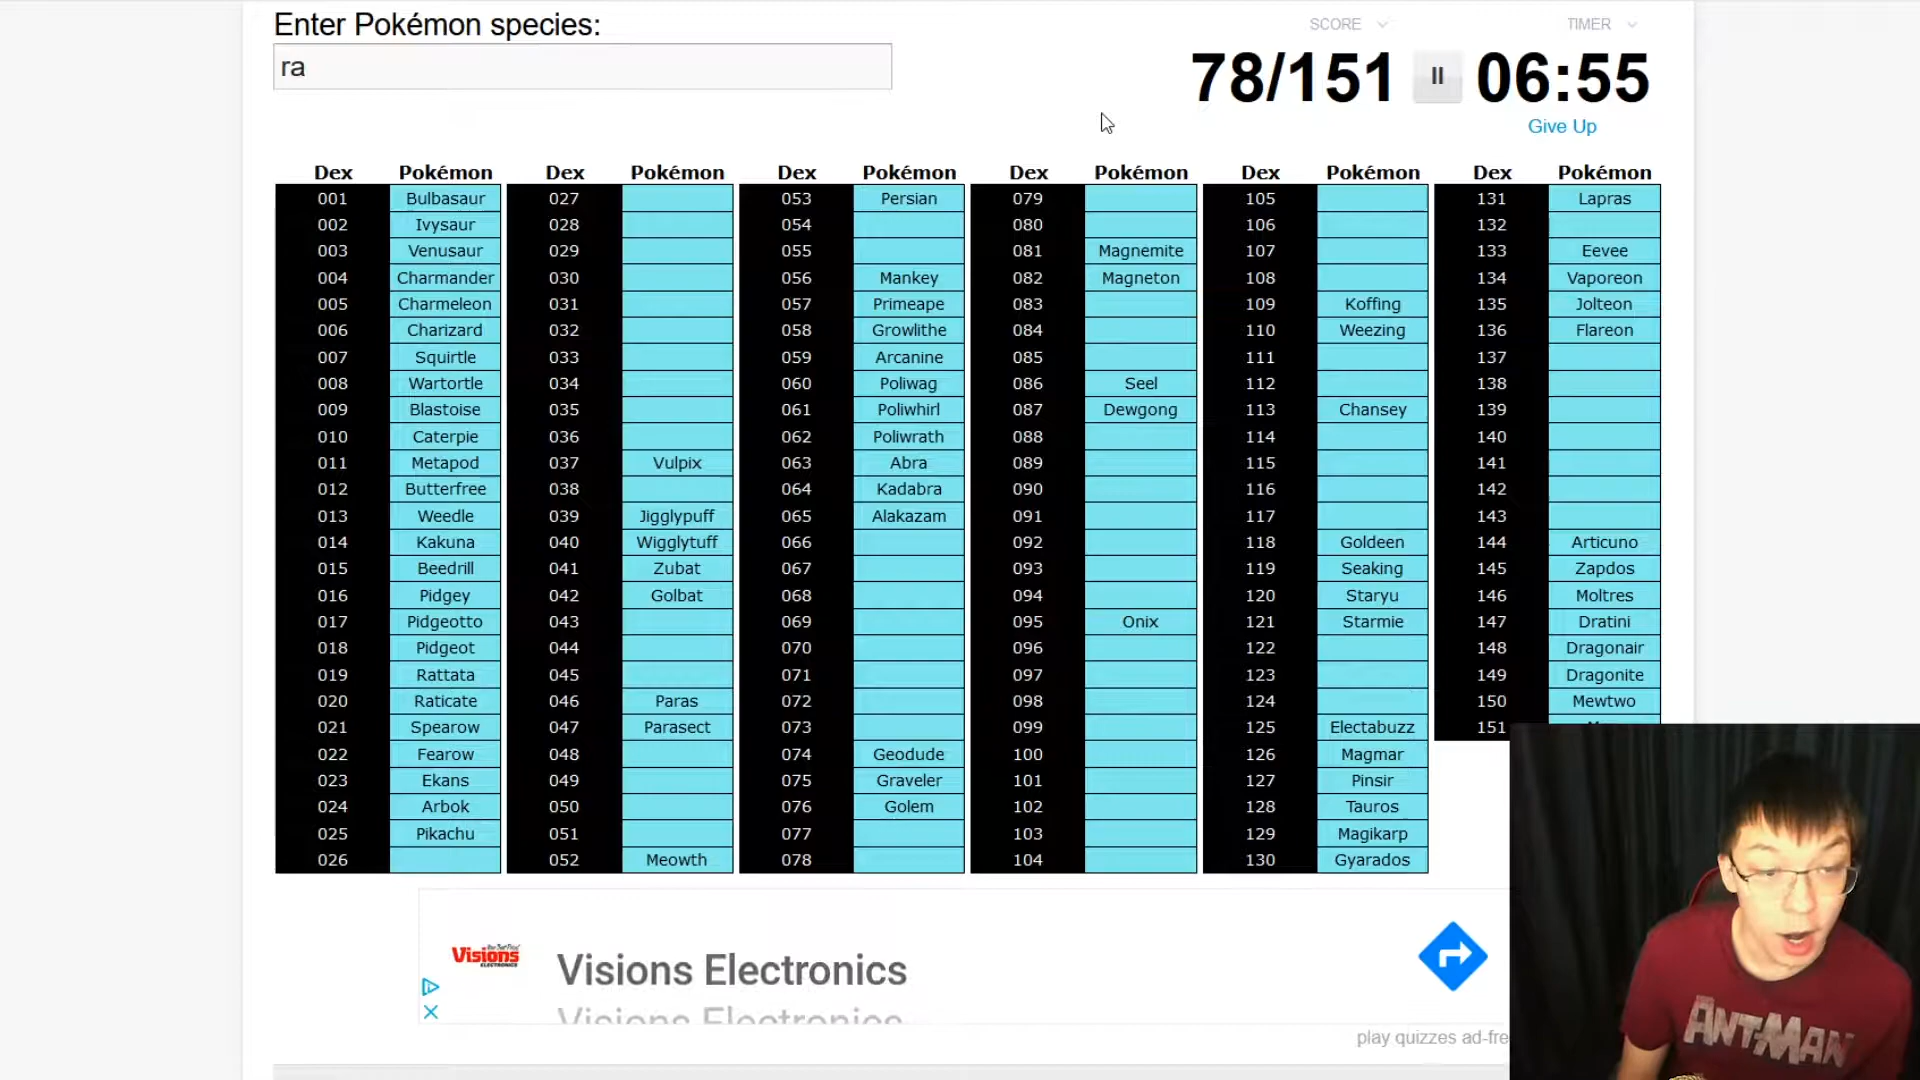 Enter Pokémon species:
SCORE
TIMER
ra
78/151
06:55
Give Up
Dex Pokémon Dex Pokémon Dex Pokémon Dex Pokémon Dex Pokémon Dex Pokémon
001 Bulbasaur 027 053 Persian 079 105 131 Lapras
002 Ivysaur 028 054 080 106 132
003 Venusaur 029 055 081 Magnemite 107 133 Eevee
004 Charmander 030 056 Mankey 082 Magneton 108 134 Vaporeon
005 Charmeleon 031 057 Primeape 083 109 Koffing 135 Jolteon
006 Charizard 032 058 Growlithe 084 110 Weezing 136 Flareon
007 Squirtle 033 059 Arcanine 085 111 137
008 Wartortle 034 060 Poliwag 086 Seel 112 138
009 Blastoise 035 061 Poliwhirl 087 Dewgong 113 Chansey 139
010 Caterpie 036 062 Poliwrath 088 114 140
011 Metapod 037 Vulpix 063 Abra 089 115 141
012 Butterfree 038 064 Kadabra 090 116 142
013 Weedle 039 Jigglypuff 065 Alakazam 091 117 143
014 Kakuna 040 Wigglytuff 066 092 118 Goldeen 144 Articuno
015 Beedrill 041 Zubat 067 093 119 Seaking 145 Zapdos
016 Pidgey 042 Golbat 068 094 120 Staryu 146 Moltres
017 Pidgeotto 043 069 095 Onix 121 Starmie 147 Dratini
018 Pidgeot 044 070 096 122 148 Dragonair
019 Rattata 045 071 097 123 149 Dragonite
020 Raticate 046 Paras 072 098 124 150 Mewtwo
021 Spearow 047 Parasect 073 099 125 Electabuzz 151
022 Fearow 048 074 Geodude 100 126 Magmar
023 Ekans 049 075 Graveler 101 127 Pinsir
024 Arbok 050 076 Golem 102 128 Tauros
025 Pikachu 051 077 103 129 Magikarp
026 052 Meowth 078 104 130 Gyarados
Visions
ELECTRONICS
Visions Electronics
Visions Electronics
play quizzes ad-fre
ANT-MAN